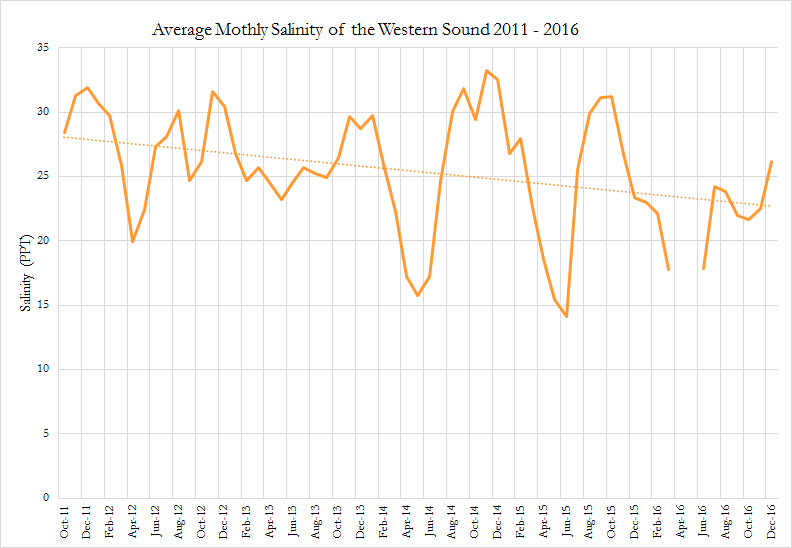 Average Mothly Salinity of the Western Sound 2011 - 2016
35
30
25
20
15
10
5
0
Salinity (PPT)
Oct-11
Dec-11
Feb-12
Apr-12
Jun-12
Aug-12
Oct-12
Dec-12
Feb-13
Apr-13
Jun-13
Aug-13
Oct-13
Dec-13
Feb-14
Apr-14
Jun-14
Aug-14
Oct-14
Dec-14
Feb-15
Apr-15
Jun-15
Aug-15
Oct-15
Dec-15
Feb-16
Apr-16
Jun-16
Aug-16
Oct-16
Dec-16